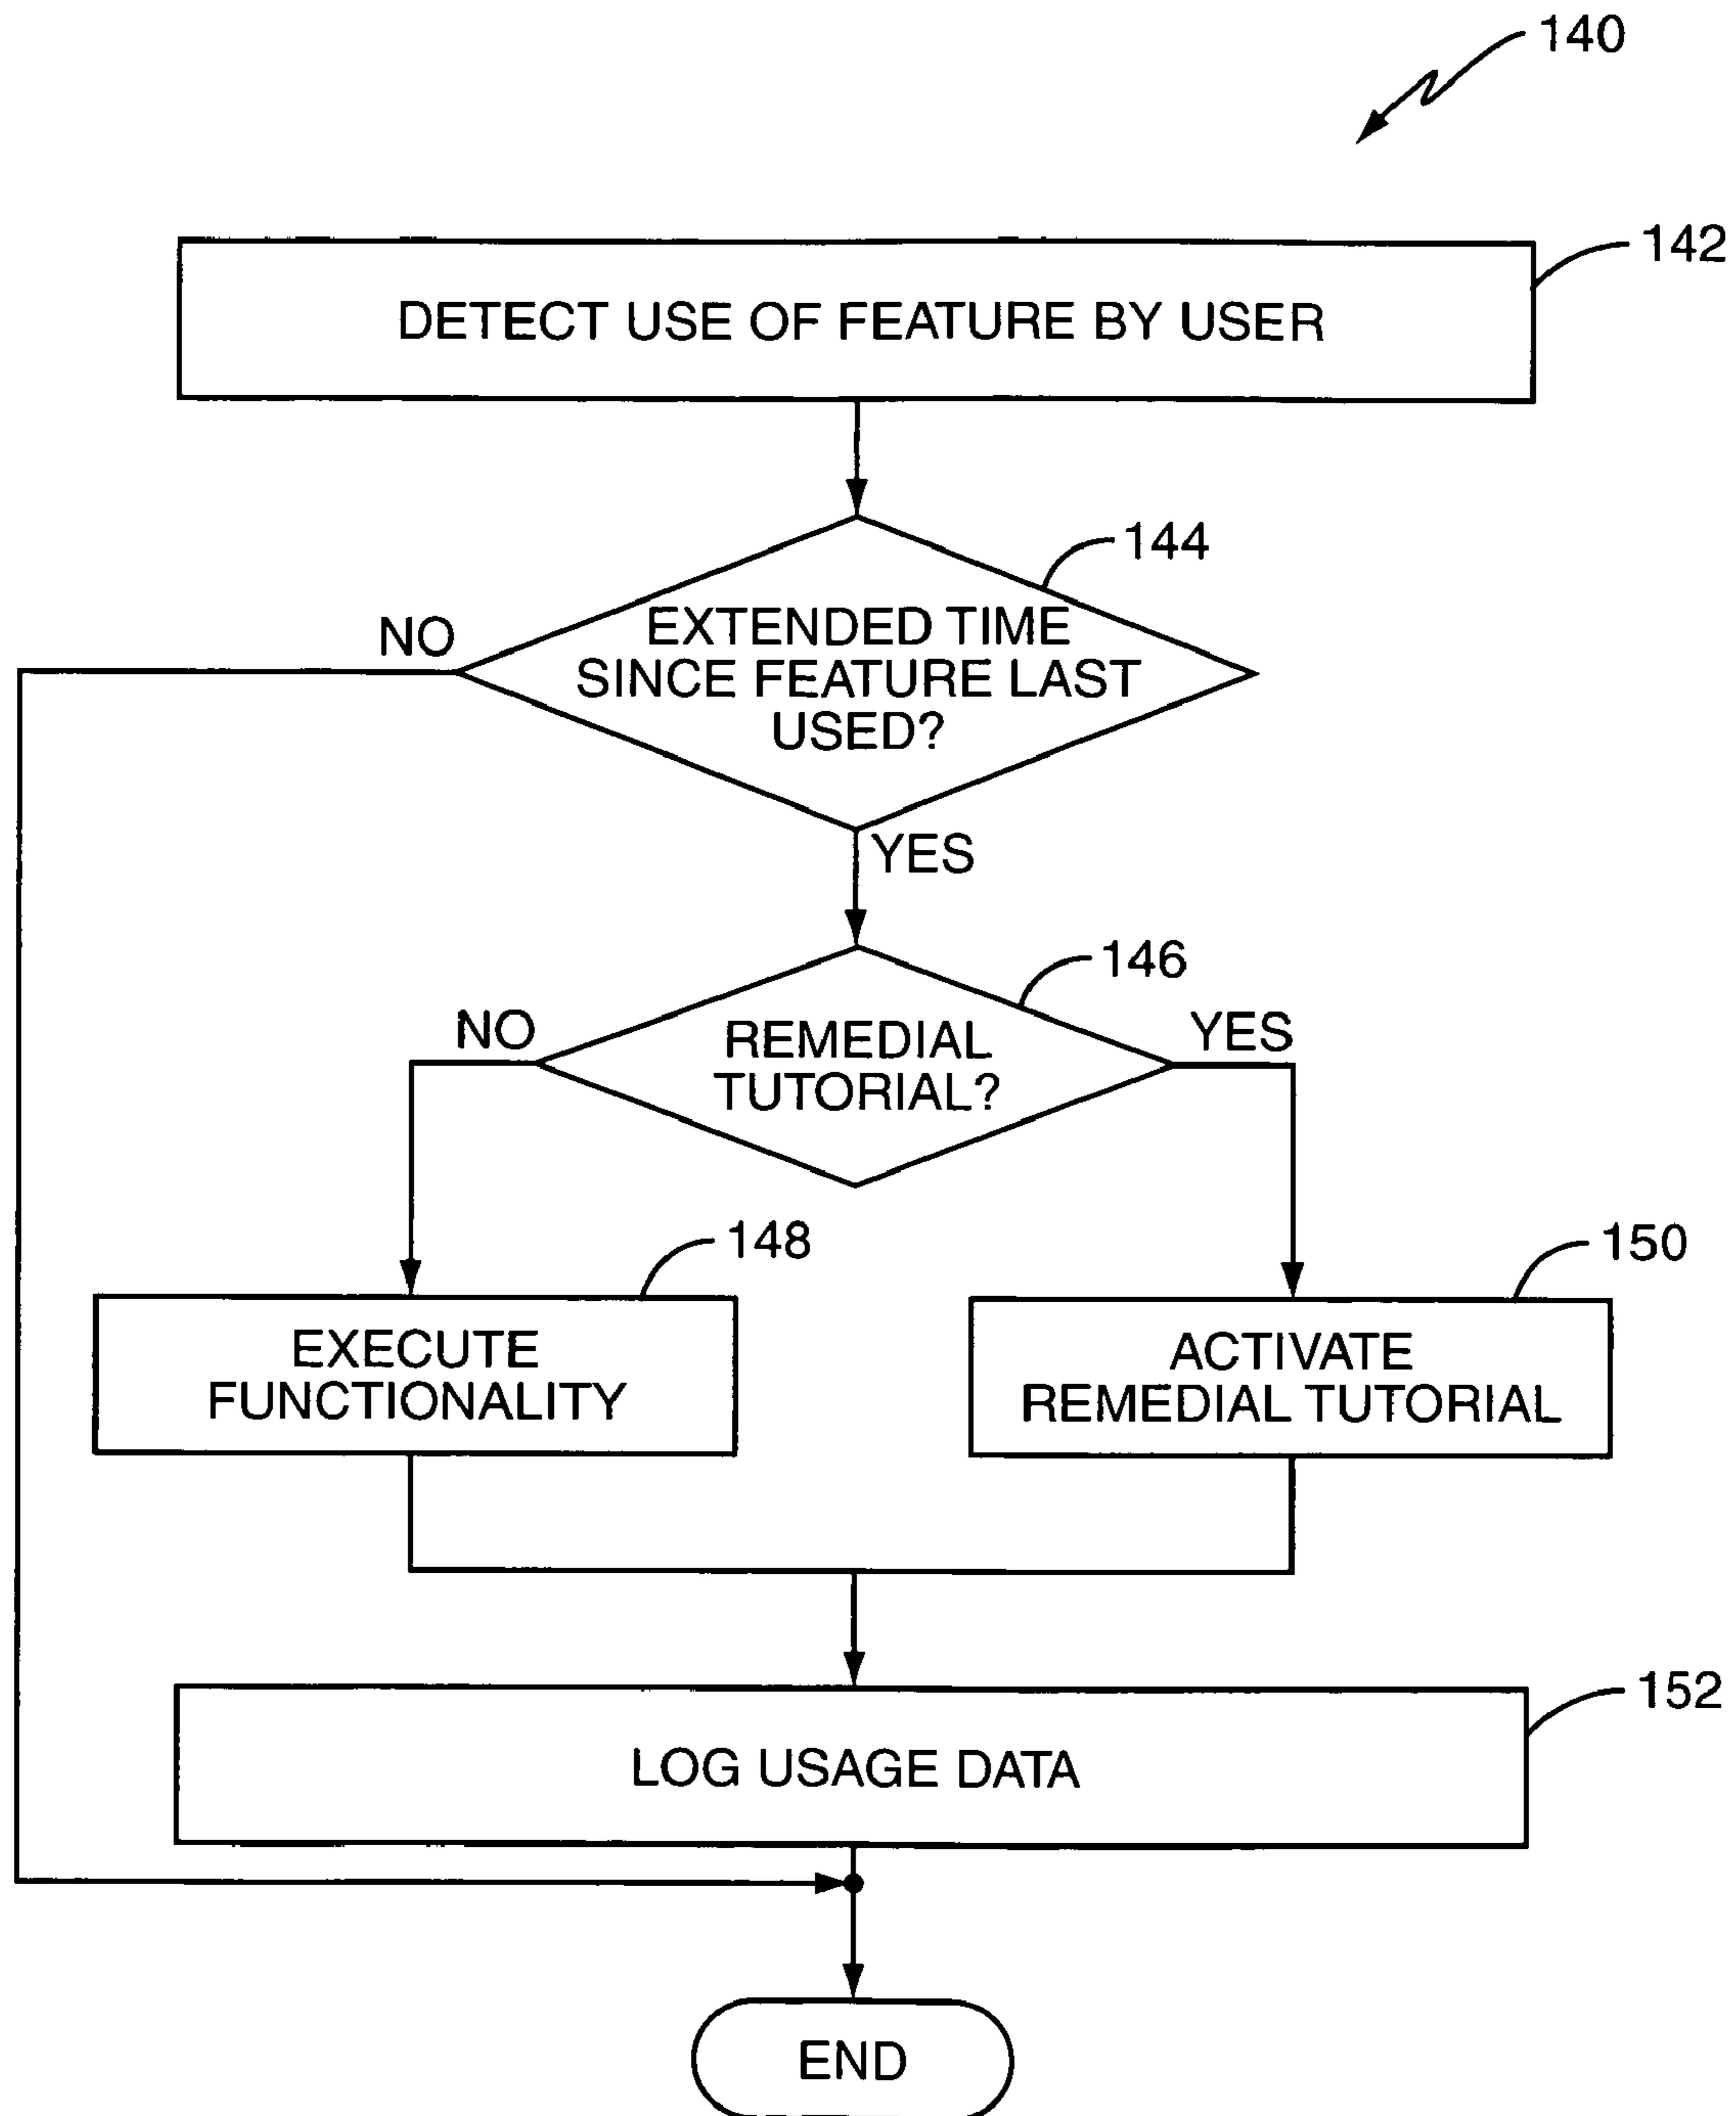 140
142
DETECT USE OF FEATURE BY USER
144
NO
EXTENDED TIME
SINCE FEATURE LAST
USED?
YES
146
NO
REMEDIAL
TUTORIAL?
YES
148
150
EXECUTE
FUNCTIONALITY
ACTIVATE
REMEDIAL TUTORIAL
152
LOG USAGE DATA
END